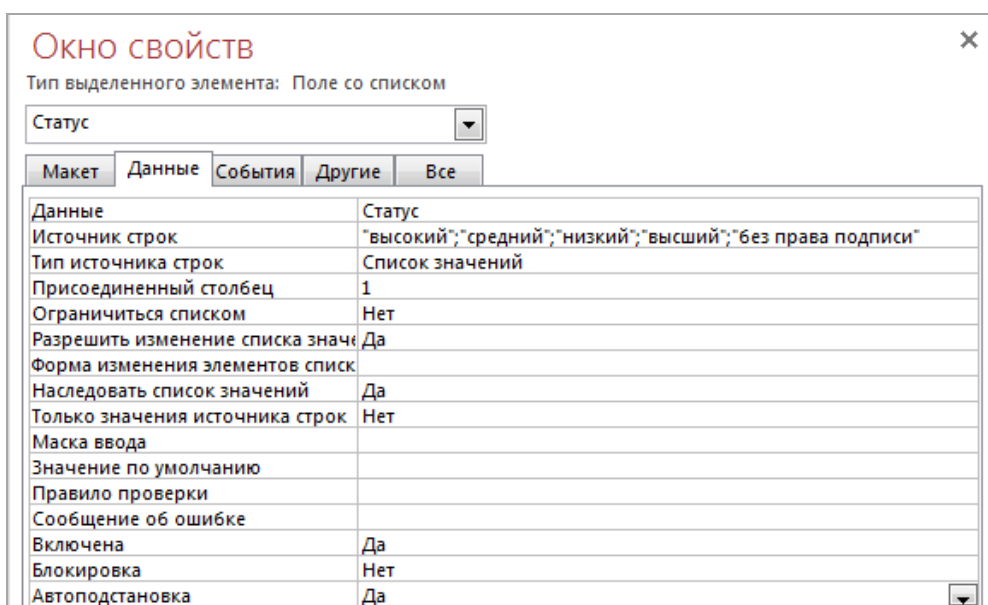 Окно свойств
Тип выделенного элемента: Поле со списком
Статус
Макет Данные События Другие Все
Данные Статус
Источник строк "высокий";"средний";"низкий";"высший";"без права подписи"
Тип источника строк Список значений
Присоединенный столбец 1
Ограничиться списком Нет
Разрешить изменение списка значе Да
Форма изменения элементов списк
Наследовать список значений Да
Только значения источника строк Нет
Маска ввода
Значение по умолчанию
Правило проверки
Сообщение об ошибке
Включена Да
Блокировка Нет
Автоподстановка Да